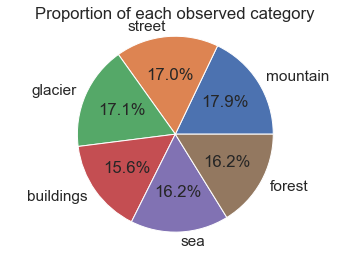 Proportion of each observed category
street
mountain
17.0%
17.9%
glacier
17.1%
buildings
15.6%
16.2%
sea
16.2%
forest